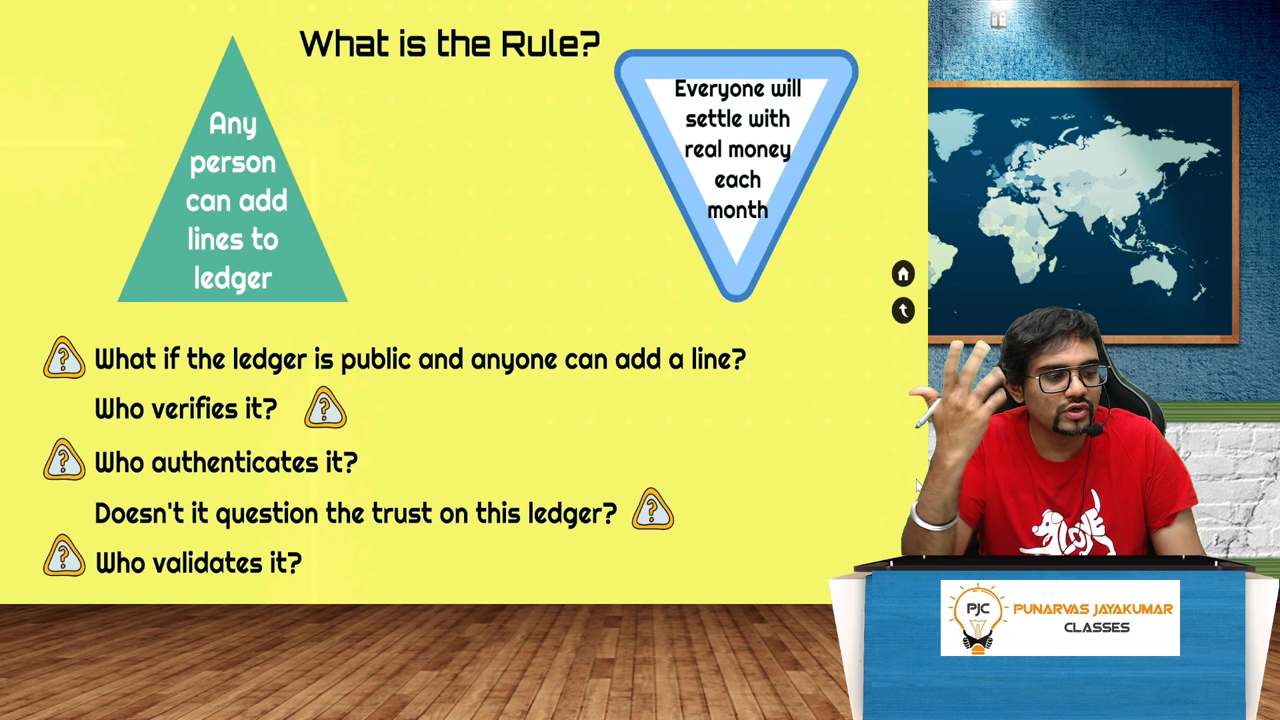 What is the Rule?
Any
person
can add
lines to
ledger
Everyone will
settle with
real money
each
month
What if the ledger is public and anyone can add a line?
Who verifies it?
Who authenticates it?
Doesn't it question the trust on this ledger?
Who validates it?
LOVE
PJC
PUNARVAS JAYAKUMAR
CLASSES